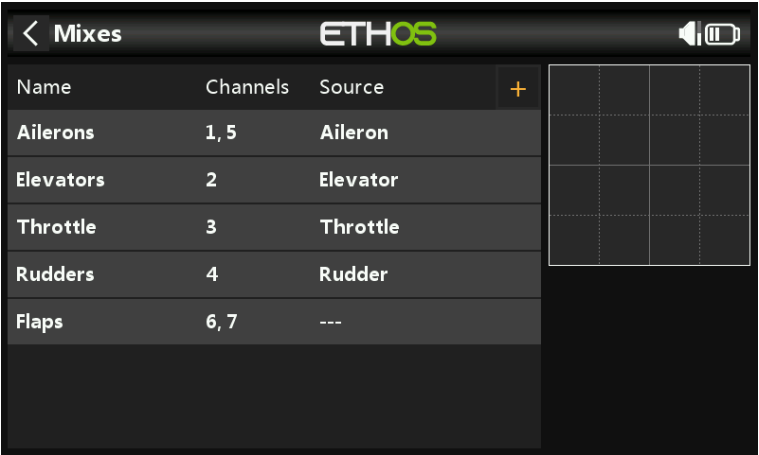 Mixes ETHOS
Name Channels Source +
Ailerons 1, 5 Aileron
Elevators 2 Elevator
Throttle 3 Throttle
Rudders 4 Rudder
Flaps 6, 7 ---